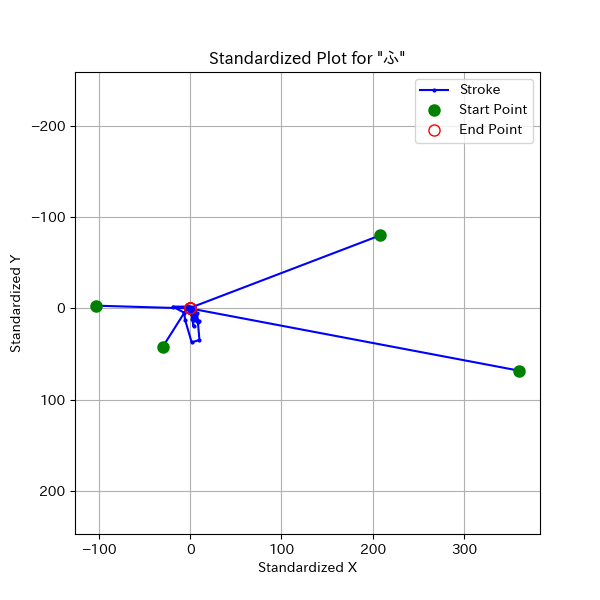 Standardized Plot for "ふ"
Stroke
Start Point
End Point
−200
−100
0
100
200
Standardized Y
−100 0 100 200 300
Standardized X